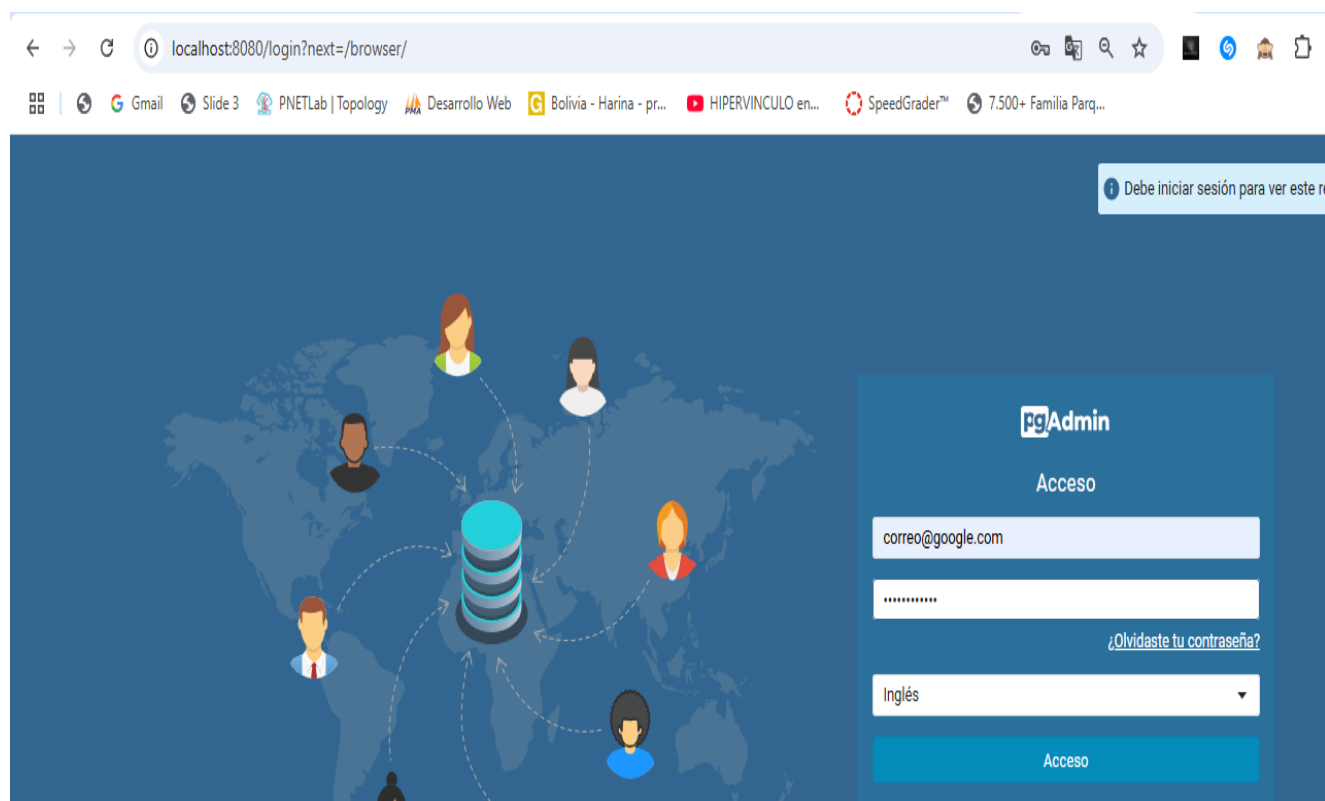 localhost:8080/login?next=/browser/
Gmail
Slide 3
PNETLab | Topology
Desarrollo Web
Bolivia - Harina - pr...
HIPERVINCULO en...
SpeedGrader™
7.500+ Familia Parq...
Debe iniciar sesión para ver este r
pgAdmin
Acceso
correo@google.com
••••••••••••
¿Olvidaste tu contraseña?
Inglés
Acceso